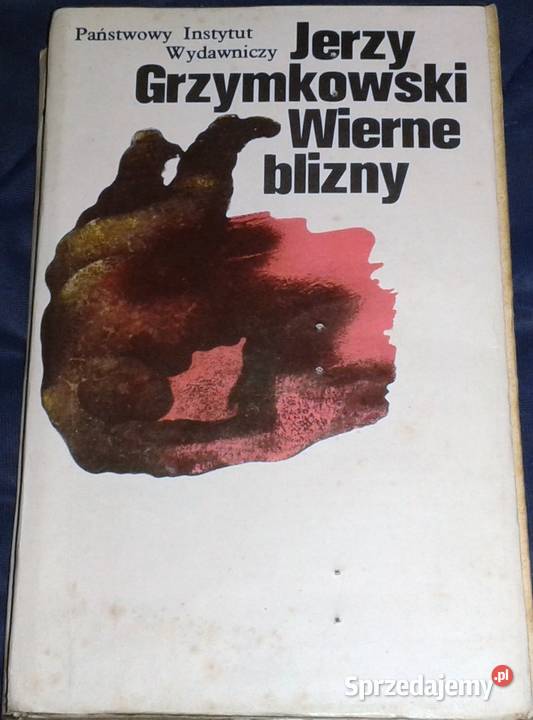 Państwowy Instytut
Wydawniczy
Jerzy
Grzymkowski
Wierne
blizny
Sprzedajemy.pl